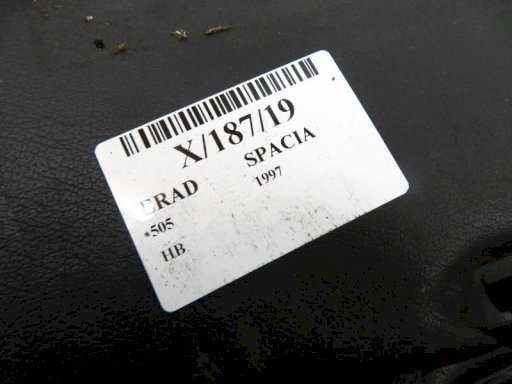 X/187/19
ERAD SPACIA
*505 1997
HB